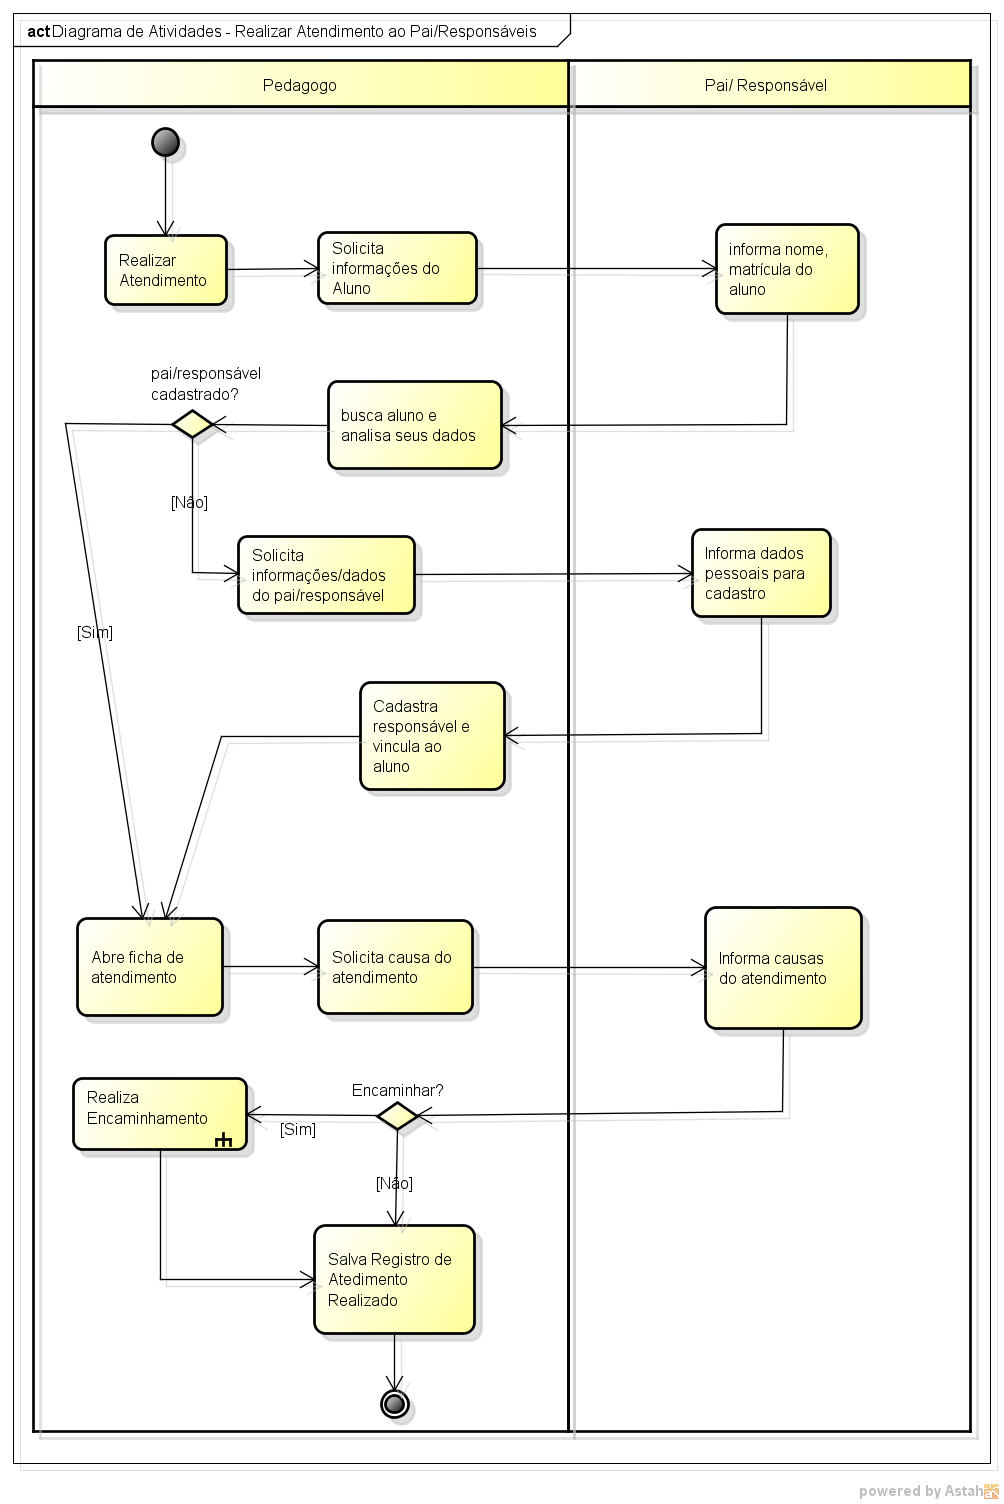 act Diagrama de Atividades - Realizar Atendimento ao Pai/Responsáveis
Pedagogo
Pai/ Responsável
Realizar
Atendimento
Solicita
informações do
Aluno
informa nome,
matrícula do
aluno
pai/responsável
cadastrado?
busca aluno e
analisa seus dados
[Não]
Solicita
informações/dados
do pai/responsável
Informa dados
pessoais para
cadastro
[Sim]
Cadastra
responsável e
vincula ao
aluno
Abre ficha de
atendimento
Solicita causa do
atendimento
Informa causas
do atendimento
Realiza
Encaminhamento
Encaminhar?
[Sim]
[Não]
Salva Registro de
Atedimento
Realizado
powered by Astah